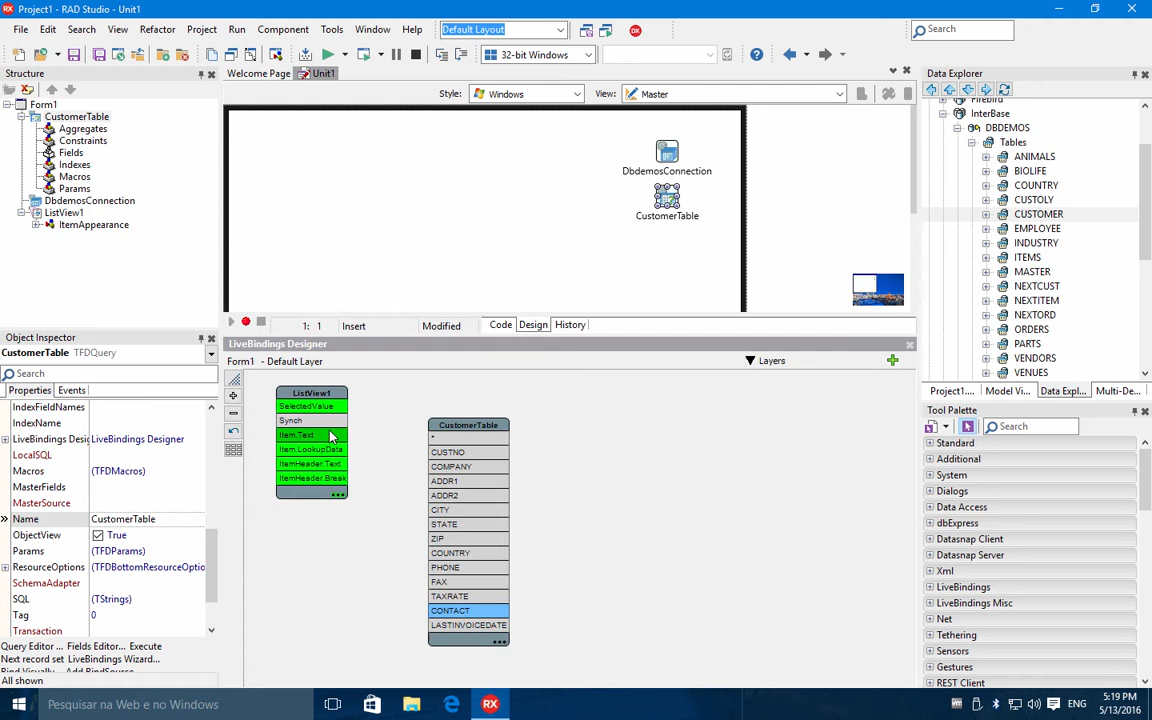 Project1 - RAD Studio - Unit1
File Edit Search View Refactor Project Run Component Tools Window Help
Default Layout
Search
32-bit Windows
Structure
Form1
CustomerTable
Aggregates
Constraints
Fields
Indexes
Macros
Params
DbdemosConnection
ListView1
ItemAppearance
Welcome Page
Unit1
Style:
Windows
View:
Master
DbdemosConnection
CustomerTable
1: 1
Insert
Modified
Code
Design
History
Object Inspector
CustomerTable TFDQuery
Search
Properties
Events
IndexFieldNames
IndexName
LiveBindings Desig LiveBindings Designer
LocalSQL
Macros (TFDMacros)
MasterFields
MasterSource
Name CustomerTable
ObjectView True
Params (TFDParams)
ResourceOptions (TFDBottomResourceOptio
SchemaAdapter
SQL (TStrings)
Tag 0
Transaction
Query Editor... Fields Editor... Execute
Next record set LiveBindings Wizard...
Bind Visually... Add BindSource
All shown
LiveBindings Designer
Form1 - Default Layer
Layers
ListView1
SelectedValue
Synch
Item.Text
Item.LookupData
ItemHeader.Text
ItemHeader.Break
CustomerTable
*
CUSTNO
COMPANY
ADDR1
ADDR2
CITY
STATE
ZIP
COUNTRY
PHONE
FAX
TAXRATE
CONTACT
LASTINVOICEDATE
Data Explorer
Firebird
InterBase
DBDEMOS
Tables
ANIMALS
BIOLIFE
COUNTRY
CUSTOLY
CUSTOMER
EMPLOYEE
INDUSTRY
ITEMS
MASTER
NEXTCUST
NEXTITEM
NEXTORD
ORDERS
PARTS
VENDORS
VENUES
Project1.... Model Vi... Data Expl... Multi-De...
Tool Palette
Search
Standard
Additional
System
Dialogs
Data Access
dbExpress
Datasnap Client
Datasnap Server
Xml
LiveBindings
LiveBindings Misc
Net
Tethering
Sensors
Gestures
REST Client
Pesquisar na Web e no Windows
ENG
5:19 PM
5/13/2016